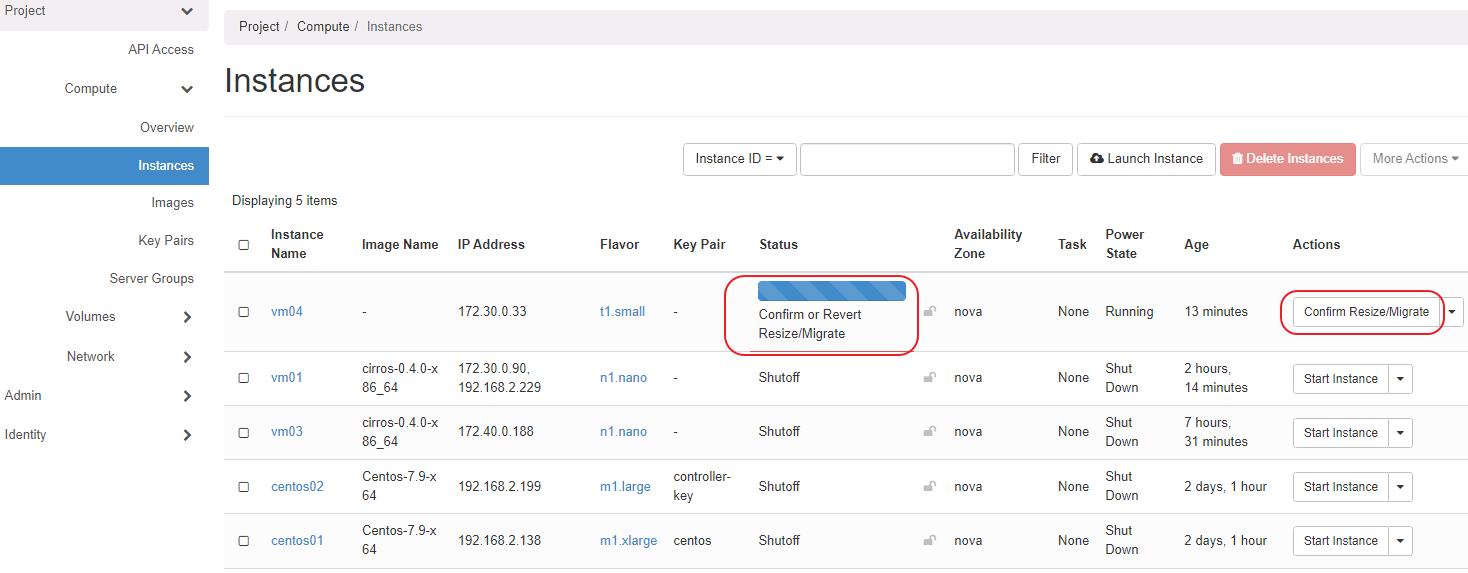 Project
API Access
Compute
Overview
Instances
Images
Key Pairs
Server Groups
Volumes
Network
Admin
Identity
Project / Compute / Instances
Instances
Instance ID = Filter Launch Instance Delete Instances More Actions
Displaying 5 items
Instance Name Image Name IP Address Flavor Key Pair Status Availability Zone Task Power State Age Actions
vm04 - 172.30.0.33 t1.small - Confirm or Revert Resize/Migrate nova None Running 13 minutes Confirm Resize/Migrate
vm01 cirros-0.4.0-x86_64 172.30.0.90, 192.168.2.229 n1.nano - Shutoff nova None Shut Down 2 hours, 14 minutes Start Instance
vm03 cirros-0.4.0-x86_64 172.40.0.188 n1.nano - Shutoff nova None Shut Down 7 hours, 31 minutes Start Instance
centos02 Centos-7.9-x64 192.168.2.199 m1.large controller-key Shutoff nova None Shut Down 2 days, 1 hour Start Instance
centos01 Centos-7.9-x64 192.168.2.138 m1.xlarge centos Shutoff nova None Shut Down 2 days, 1 hour Start Instance